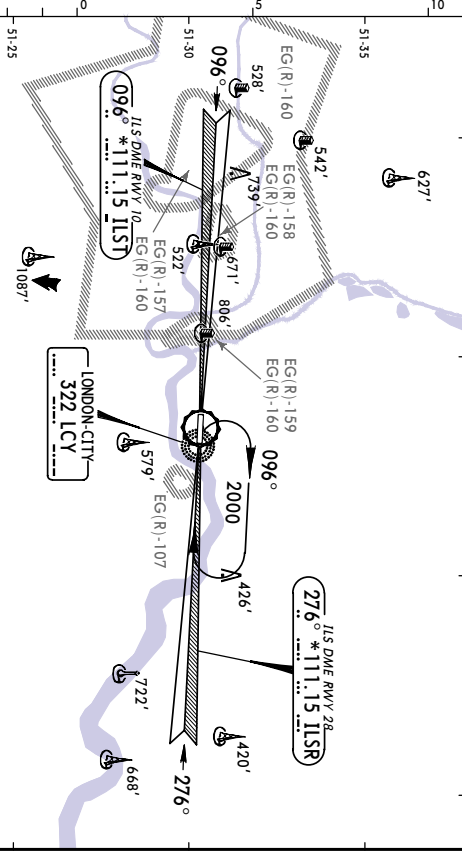 51-25
0
51-30
5
51-35
10
EG(R)-160
096°
528'
542'
627'
ILS DME RWY 10
096° *111.15 ILST
739'
EG(R)-158
EG(R)-160
EG(R)-157
EG(R)-160
522'
671'
1087'
806'
EG(R)-159
EG(R)-160
LONDON-CITY
322 LCY
579'
096°
2000
EG(R)-107
426'
ILS DME RWY 28
276° *111.15 ILSR
722'
420'
276°
668'